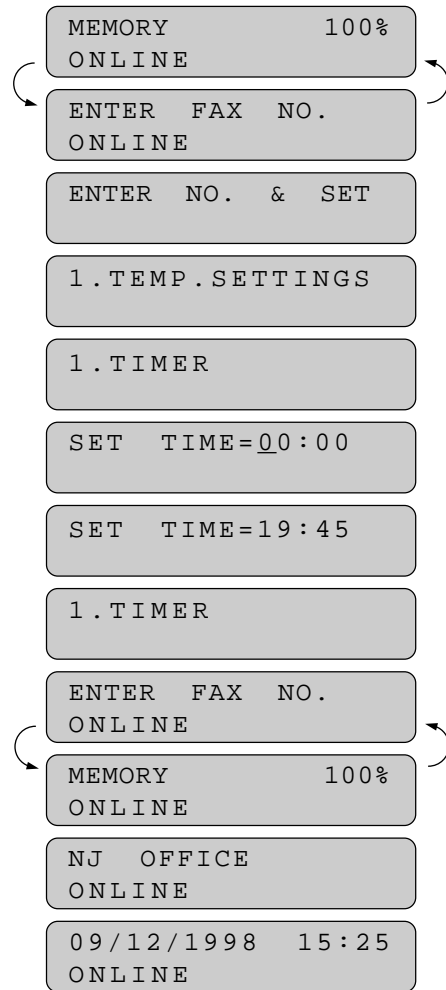 MEMORY 100%
ONLINE
ENTER FAX NO.
ONLINE
ENTER NO. & SET
1.TEMP.SETTINGS
1.TIMER
SET TIME=00:00
SET TIME=19:45
1.TIMER
ENTER FAX NO.
ONLINE
MEMORY 100%
ONLINE
NJ OFFICE
ONLINE
09/12/1998 15:25
ONLINE